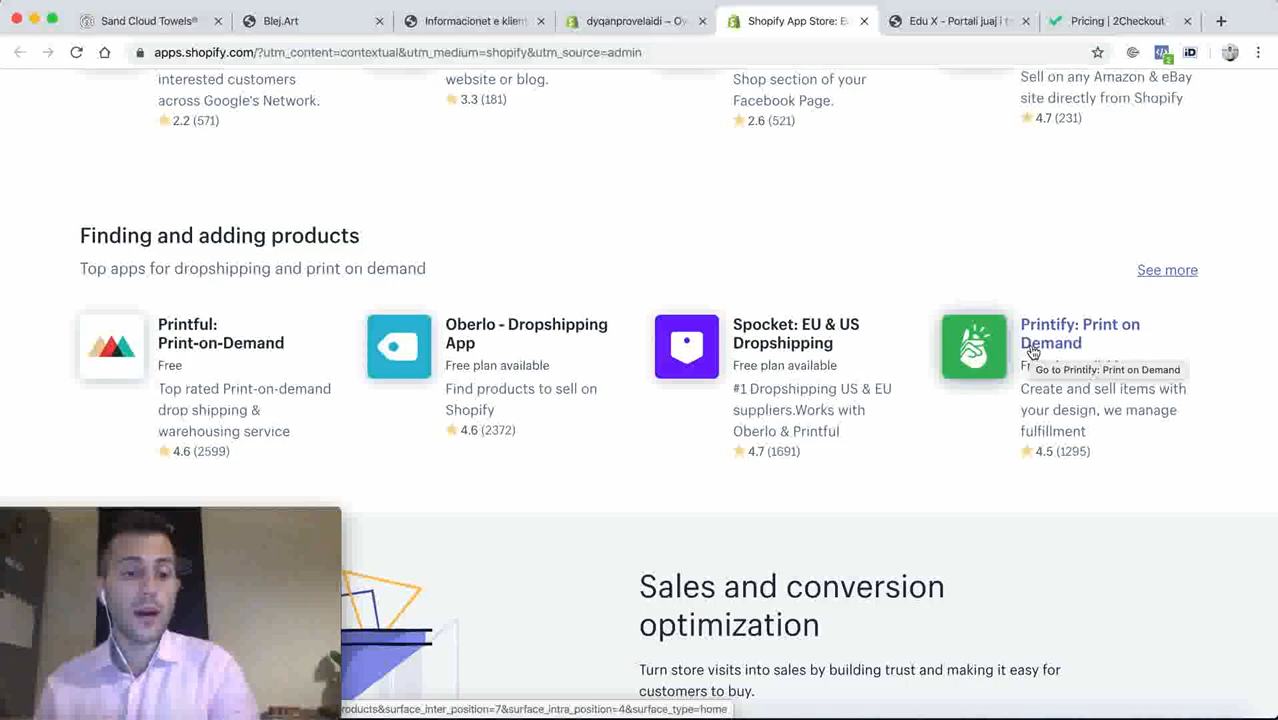 Sand Cloud Towels®
Blej.Art
Informacionet e klien
dyqanprovelaidi – Oy
Shopify App Store: E
Edu X - Portali juaj i t
Pricing | 2Checkout
apps.shopify.com/?utm_content=contextual&utm_medium=shopify&utm_source=admin
iD
2
interested customers
across Google's Network.
2.2 (571)
website or blog.
3.3 (181)
Shop section of your
Facebook Page.
2.6 (521)
Sell on any Amazon & eBay
site directly from Shopify
4.7 (231)
Finding and adding products
Top apps for dropshipping and print on demand
See more
Printful:
Print-on-Demand
Free
Top rated Print-on-demand
drop shipping &
warehousing service
4.6 (2599)
Oberlo - Dropshipping
App
Free plan available
Find products to sell on
Shopify
4.6 (2372)
Spocket: EU & US
Dropshipping
Free plan available
#1 Dropshipping US & EU
suppliers.Works with
Oberlo & Printful
4.7 (1691)
Printify: Print on
Demand
Go to Printify: Print on Demand
Create and sell items with
your design, we manage
fulfillment
4.5 (1295)
Sales and conversion
optimization
Turn store visits into sales by building trust and making it easy for
customers to buy.
roducts&surface_inter_position=7&surface_intra_position=4&surface_type=home